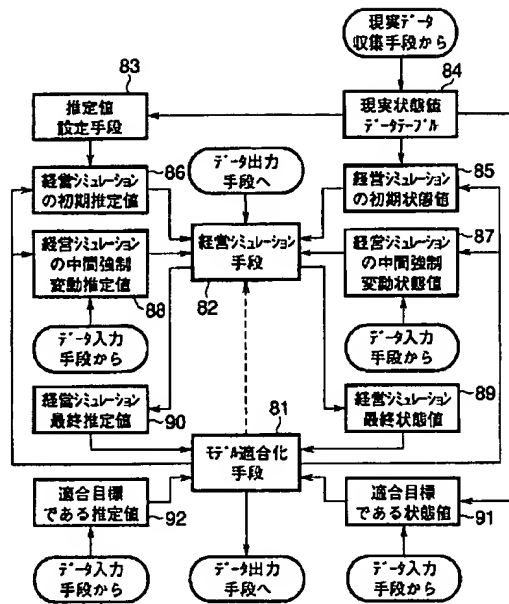 現実データ
収集手段から
83
84
推定値
設定手段
現実状態値
データテーブル
86
データ出力
手段へ
85
経営シミュレーション
の初期推定値
経営シミュレーション
の初期状態値
87
経営シミュレーション
の中間強制
変動推定値
88
経営シミュレーション
手段
82
経営シミュレーション
の中間強制
変動状態値
データ入力
手段から
データ入力
手段から
89
経営シミュレーション
最終推定値
90
81
モデル適合化
手段
経営シミュレーション
最終状態値
適合目標
である推定値
92
適合目標
である状態値
91
データ入力
手段から
データ出力
手段へ
データ入力
手段から